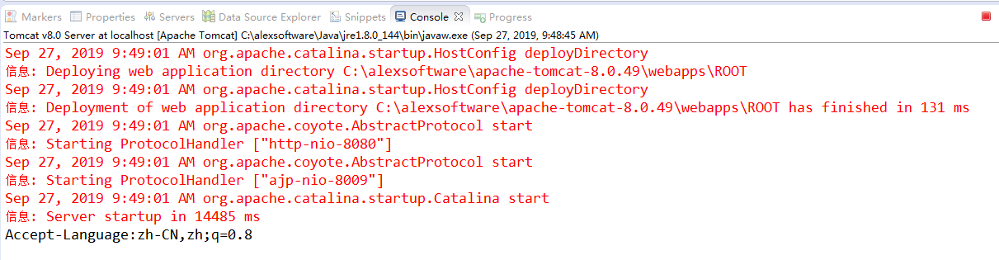 Markers Properties Servers Data Source Explorer Snippets Console Progress
Tomcat v8.0 Server at localhost [Apache Tomcat] C:\alexsoftware\Java\jre1.8.0_144\bin\javaw.exe (Sep 27, 2019, 9:48:45 AM)
Sep 27, 2019 9:49:01 AM org.apache.catalina.startup.HostConfig deployDirectory
信息: Deploying web application directory C:\alexsoftware\apache-tomcat-8.0.49\webapps\ROOT
Sep 27, 2019 9:49:01 AM org.apache.catalina.startup.HostConfig deployDirectory
信息: Deployment of web application directory C:\alexsoftware\apache-tomcat-8.0.49\webapps\ROOT has finished in 131 ms
Sep 27, 2019 9:49:01 AM org.apache.coyote.AbstractProtocol start
信息: Starting ProtocolHandler ["http-nio-8080"]
Sep 27, 2019 9:49:01 AM org.apache.coyote.AbstractProtocol start
信息: Starting ProtocolHandler ["ajp-nio-8009"]
Sep 27, 2019 9:49:01 AM org.apache.catalina.startup.Catalina start
信息: Server startup in 14485 ms
Accept-Language:zh-CN,zh;q=0.8